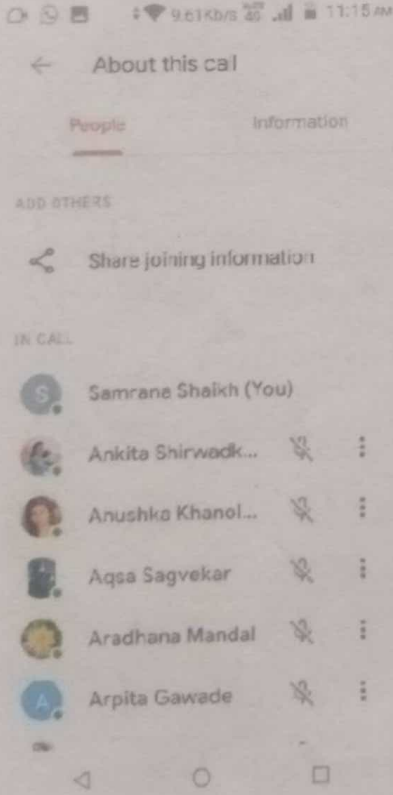 9.61Kb/s 4G 11:15 AM
About this call
People Information
ADD OTHERS
Share joining information
IN CALL
S Samrana Shaikh (You)
Ankita Shirwadk...
Anushka Khanol...
Aqsa Sagvekar
Aradhana Mandal
A Arpita Gawade